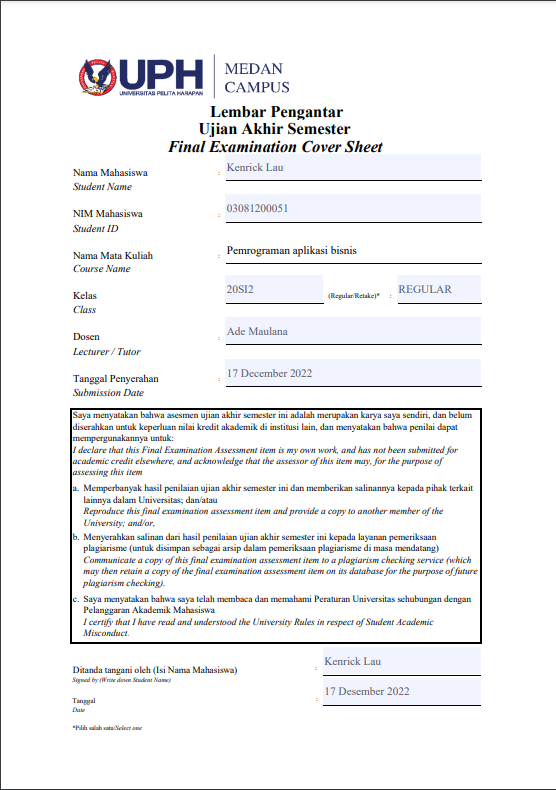 UPH
UNIVERSITAS PELITA HARAPAN
MEDAN
CAMPUS
Lembar Pengantar
Ujian Akhir Semester
Final Examination Cover Sheet
Nama Mahasiswa : Kenrick Lau
Student Name
NIM Mahasiswa : 03081200051
Student ID
Nama Mata Kuliah : Pemrograman aplikasi bisnis
Course Name
Kelas 20SI2 (Regular/Retake)* : REGULAR
Class
Dosen : Ade Maulana
Lecturer / Tutor
Tanggal Penyerahan : 17 December 2022
Submission Date
Saya menyatakan bahwa asesmen ujian akhir semester ini adalah merupakan karya saya sendiri, dan belum
diserahkan untuk keperluan nilai kredit akademik di institusi lain, dan menyatakan bahwa penilai dapat
mempergunakannya untuk:
I declare that this Final Examination Assessment item is my own work, and has not been submitted for
academic credit elsewhere, and acknowledge that the assessor of this item may, for the purpose of
assessing this item
a. Memperbanyak hasil penilaian ujian akhir semester ini dan memberikan salinannya kepada pihak terkait
lainnya dalam Universitas; dan/atau
Reproduce this final examination assessment item and provide a copy to another member of the
University; and/or,
b. Menyerahkan salinan dari hasil penilaian ujian akhir semester ini kepada layanan pemeriksaan
plagiarisme (untuk disimpan sebagai arsip dalam pemeriksaan plagiarisme di masa mendatang)
Communicate a copy of this final examination assessment item to a plagiarism checking service (which
may then retain a copy of the final examination assessment item on its database for the purpose of future
plagiarism checking).
c. Saya menyatakan bahwa saya telah membaca dan memahami Peraturan Universitas sehubungan dengan
Pelanggaran Akademik Mahasiswa
I certify that I have read and understood the University Rules in respect of Student Academic
Misconduct.
Ditanda tangani oleh (Isi Nama Mahasiswa) : Kenrick Lau
Signed by (Write down Student Name)
Tanggal : 17 Desember 2022
Date
*Pilih salah satu/Select one